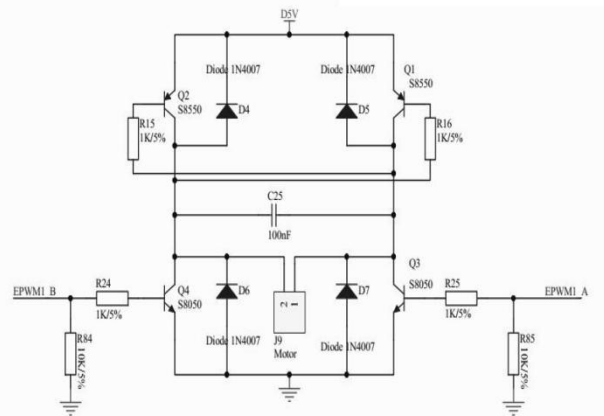 D5V
Diode 1N4007
Diode 1N4007
Q1
S8550
Q2
S8550
D4
D5
R15
1K/5%
R16
1K/5%
C25
100nF
Q3
S8050
EPWM1_B
R24
1K/5%
Q4
S8050
D6
2 1
D7
R25
1K/5%
EPWM1_A
R84
10K/5%
Diode 1N4007
J9
Motor
Diode 1N4007
R85
10K/5%